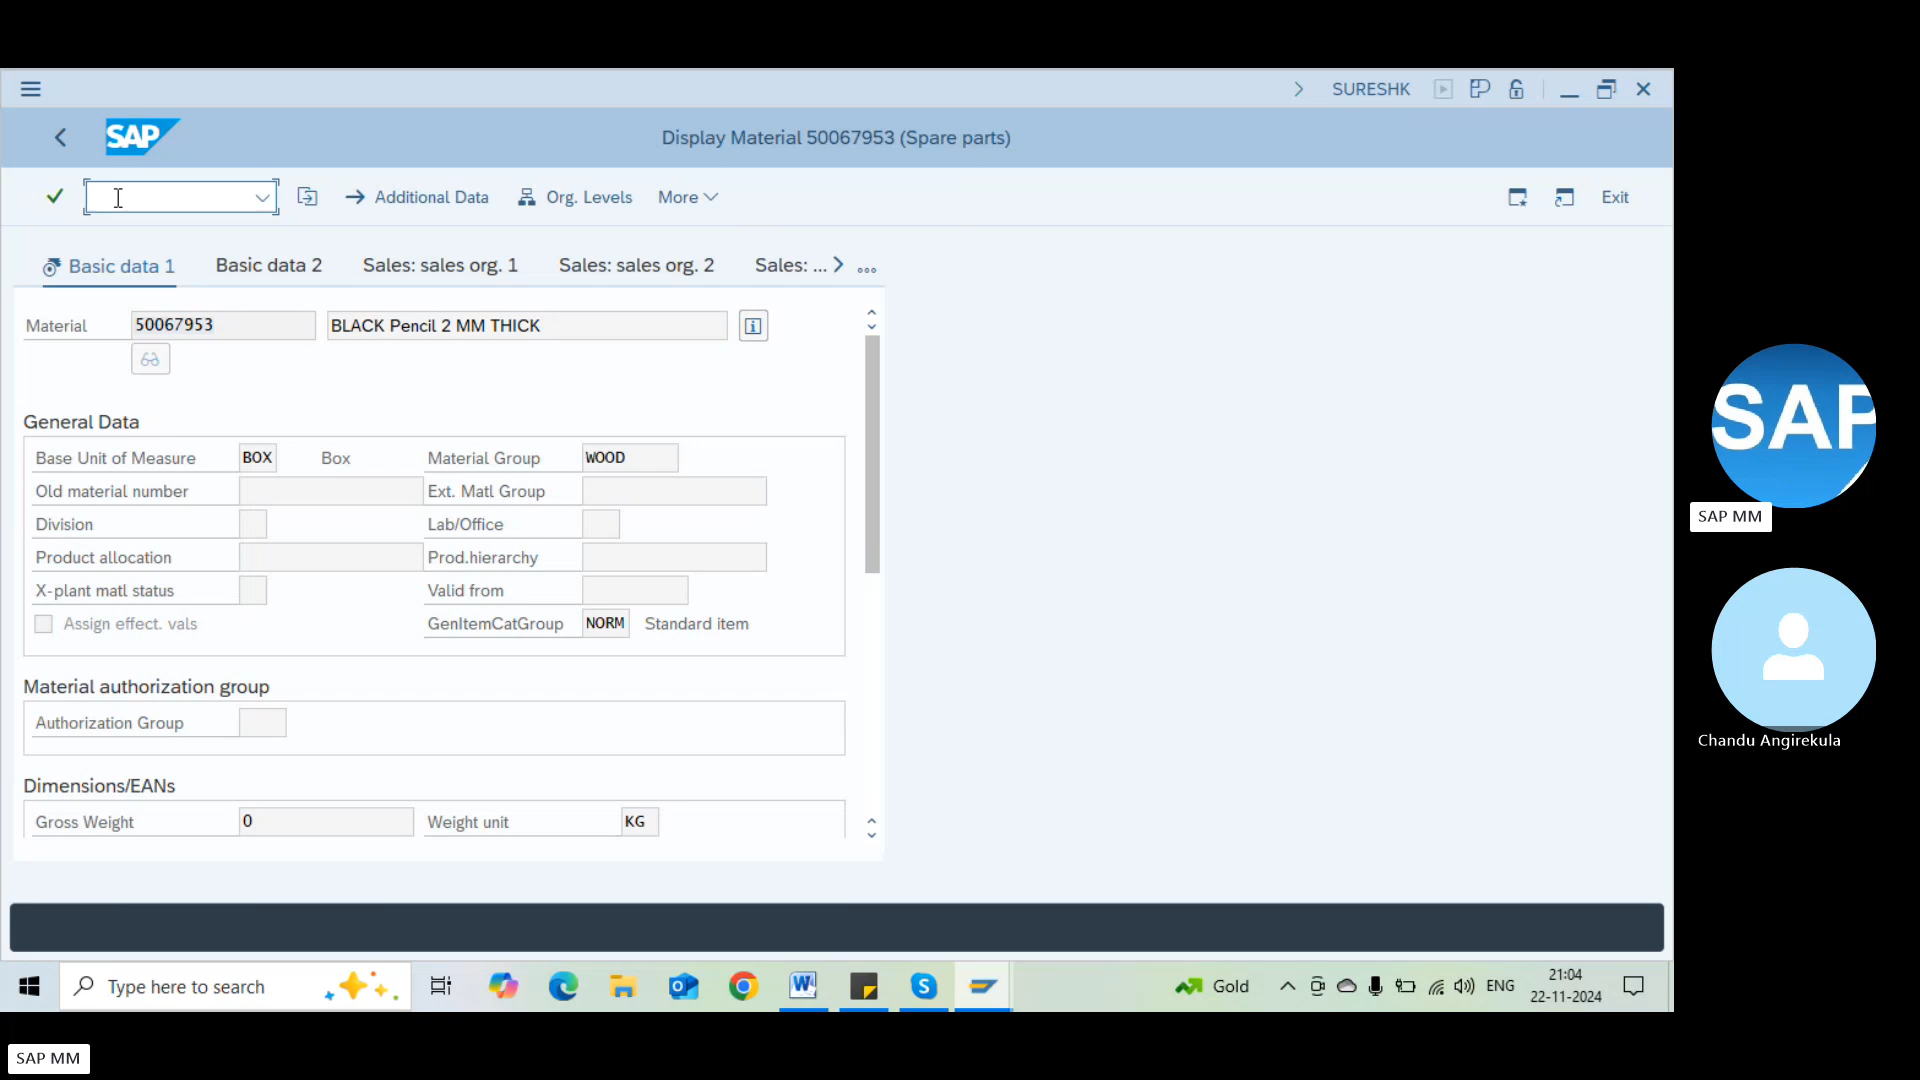 SURESHK
SAP
Display Material 50067953 (Spare parts)
Additional Data
Org. Levels
More
Exit
Basic data 1
Basic data 2
Sales: sales org. 1
Sales: sales org. 2
Sales: ...
Material
50067953
BLACK Pencil 2 MM THICK
General Data
Base Unit of Measure
BOX
Box
Material Group
WOOD
Old material number
Ext. Matl Group
Division
Lab/Office
Product allocation
Prod.hierarchy
X-plant matl status
Valid from
Assign effect. vals
GenItemCatGroup
NORM
Standard item
Material authorization group
Authorization Group
Dimensions/EANs
Gross Weight
0
Weight unit
KG
SAP
SAP MM
Chandu Angirekula
Type here to search
Gold
ENG
21:04
22-11-2024
SAP MM